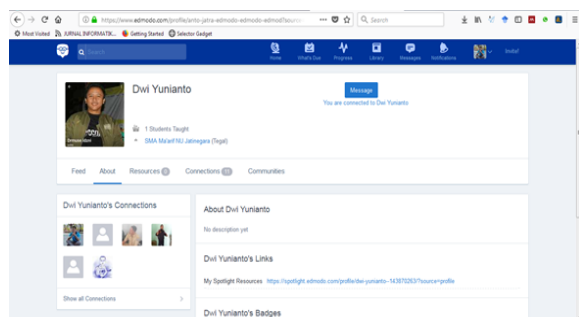 https://www.edmodo.com/profile/anto-jatra-edmodo-edmodo-edmod?sour
Search
Most Visited
JURNAL INFORMATIK...
Getting Started
Selector Gadget
Search
Home
What's Due
Progress
Library
Messages
Notifications
Dwi Yunianto
Message
You are connected to Dwi Yunianto
1 Students Taught
SMA Ma'arif NU Jatinegara (Tegal)
Feed
About
Resources
Connections
Communities
Dwi Yunianto's Connections
Show all Connections
About Dwi Yunianto
No description yet
Dwi Yunianto's Links
My Spotlight Resources https://spotlight.edmodo.com/profile/dwi-yunianto--143970263/?source=profile
Dwi Yunianto's Badges